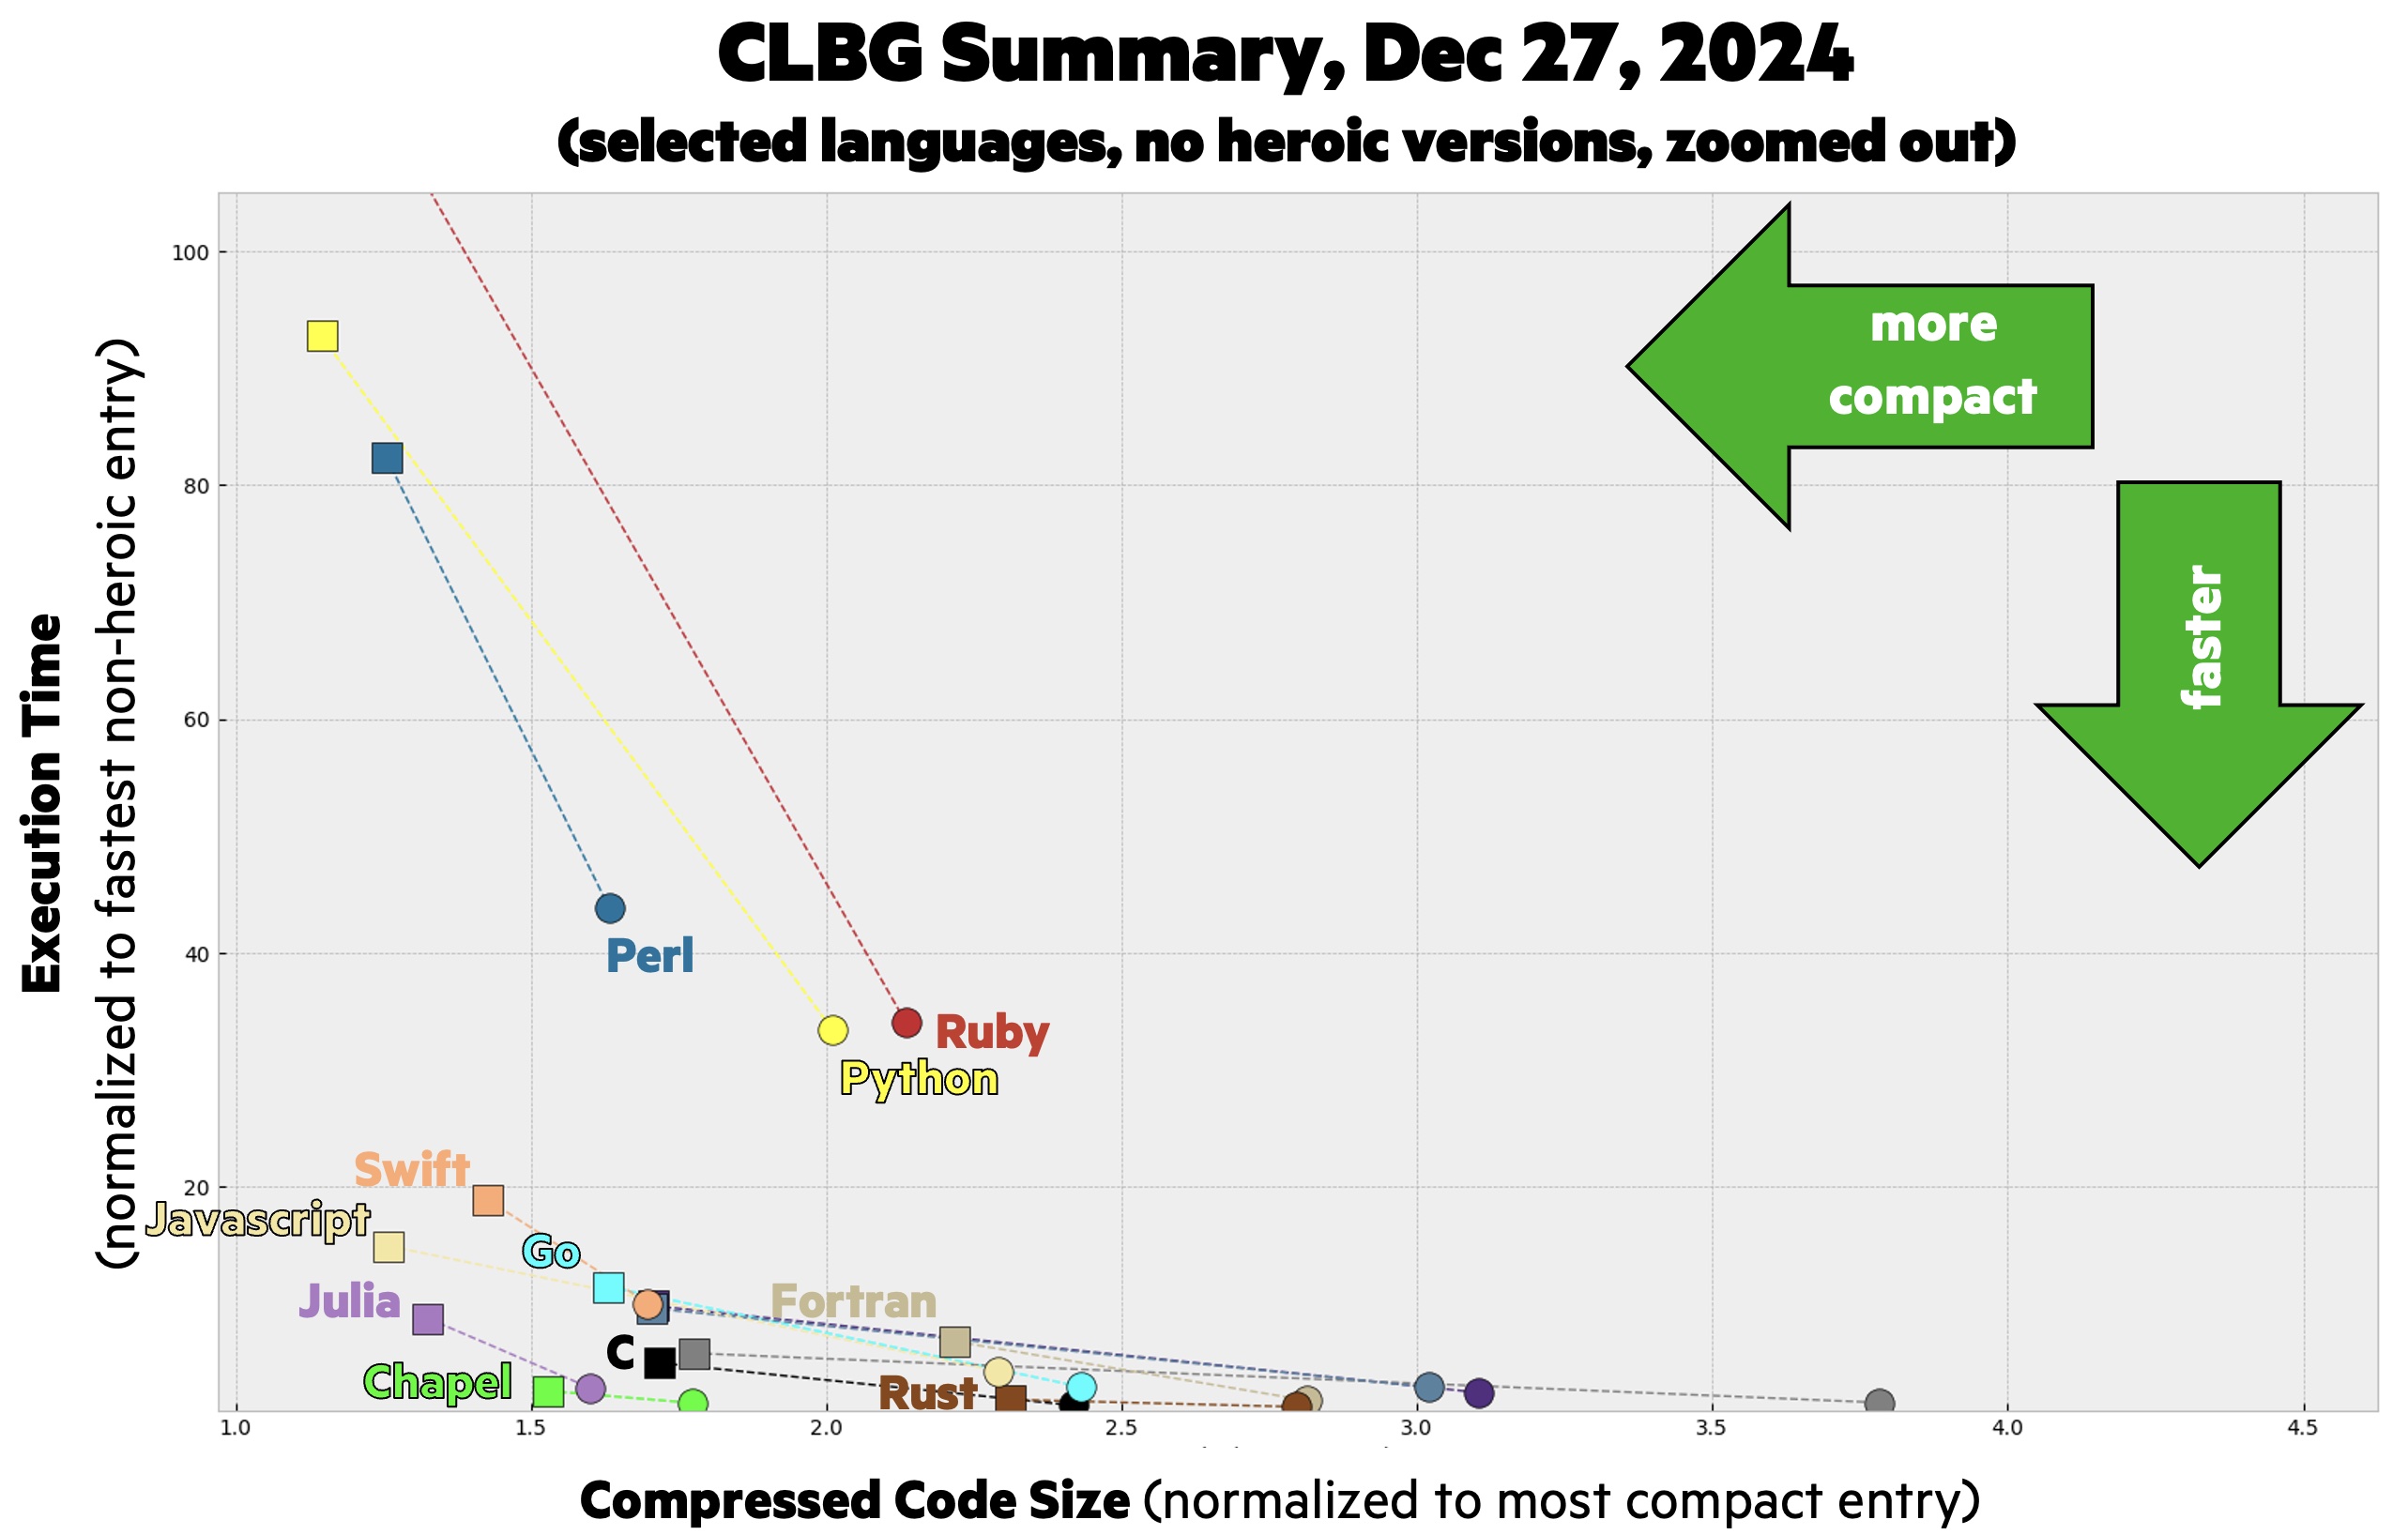 CLBG Summary, Dec 27, 2024
(selected languages, no heroic versions, zoomed out)
Execution Time
(normalized to fastest non-heroic entry)
100
80
60
40
20
more
compact
faster
Perl
Ruby
Python
Swift
Javascript
Go
Julia
Fortran
C
Chapel
Rust
1.0
1.5
2.0
2.5
3.0
3.5
4.0
4.5
Compressed Code Size (normalized to most compact entry)